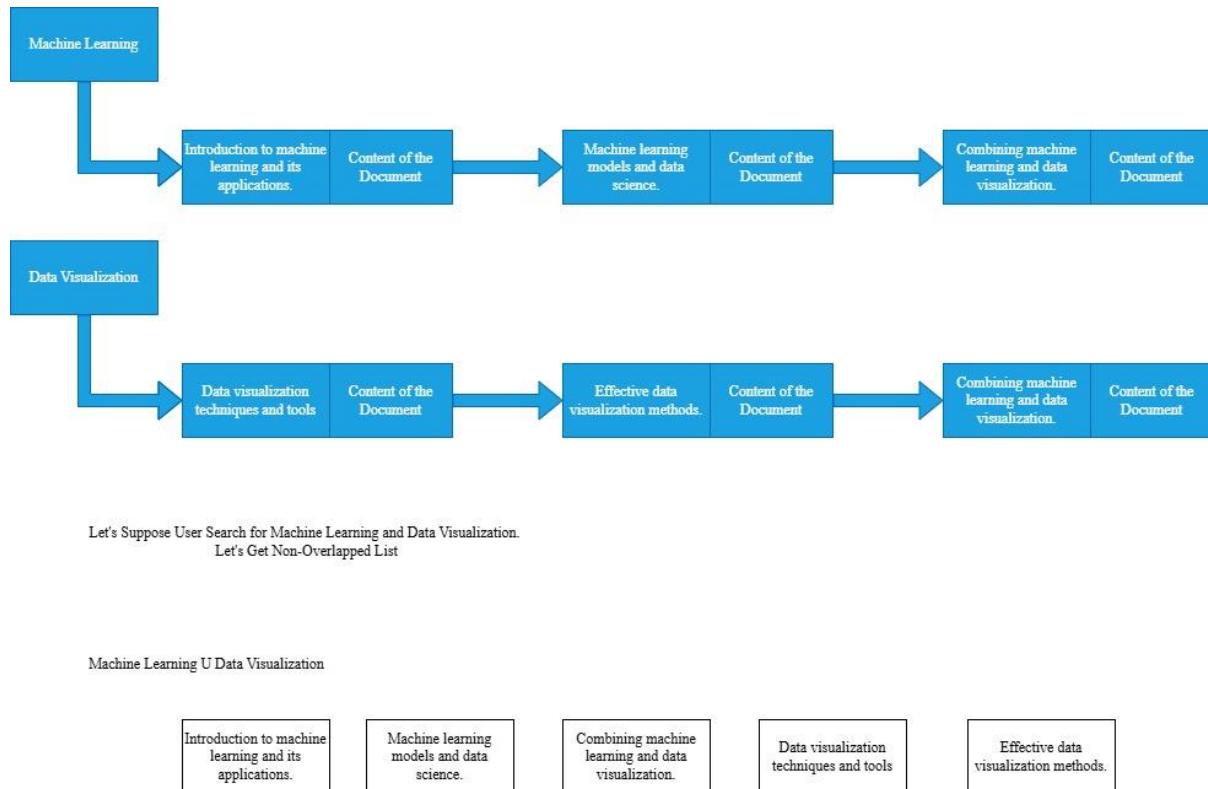 Machine Learning
Introduction to machine
learning and its
applications.
Content of the
Document
Machine learning
models and data
science.
Content of the
Document
Combining machine
learning and data
visualization.
Content of the
Document
Data Visualization
Data visualization
techniques and tools
Content of the
Document
Effective data
visualization methods.
Content of the
Document
Combining machine
learning and data
visualization.
Content of the
Document
Let's Suppose User Search for Machine Learning and Data Visualization.
Let's Get Non-Overlapped List
Machine Learning U Data Visualization
Introduction to machine
learning and its
applications.
Machine learning
models and data
science.
Combining machine
learning and data
visualization.
Data visualization
techniques and tools
Effective data
visualization methods.